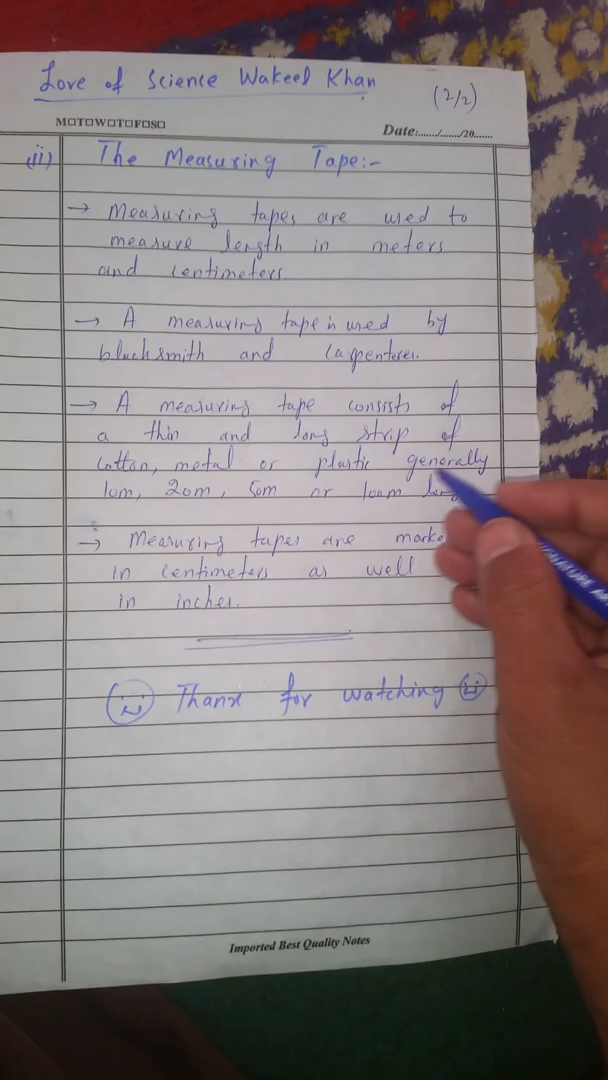 Love of Science Wakeel Khan
(2/2)
M□T□W□T□F□S□
Date:....../....../20.......
(ii) The Measuring Tape:-
→ Measuring tapes are used to
measure length in meters
and centimeters.
→ A measuring tape is used by
blacksmith and carpenters.
→ A measuring tape consists of
a thin and long strip of
cotton, metal or plastic generally
10m, 20m, 50m or 100m
→ Measuring tapes are
in centimeters as well
in inches.
Thanx for watching
Imported Best Quality Notes